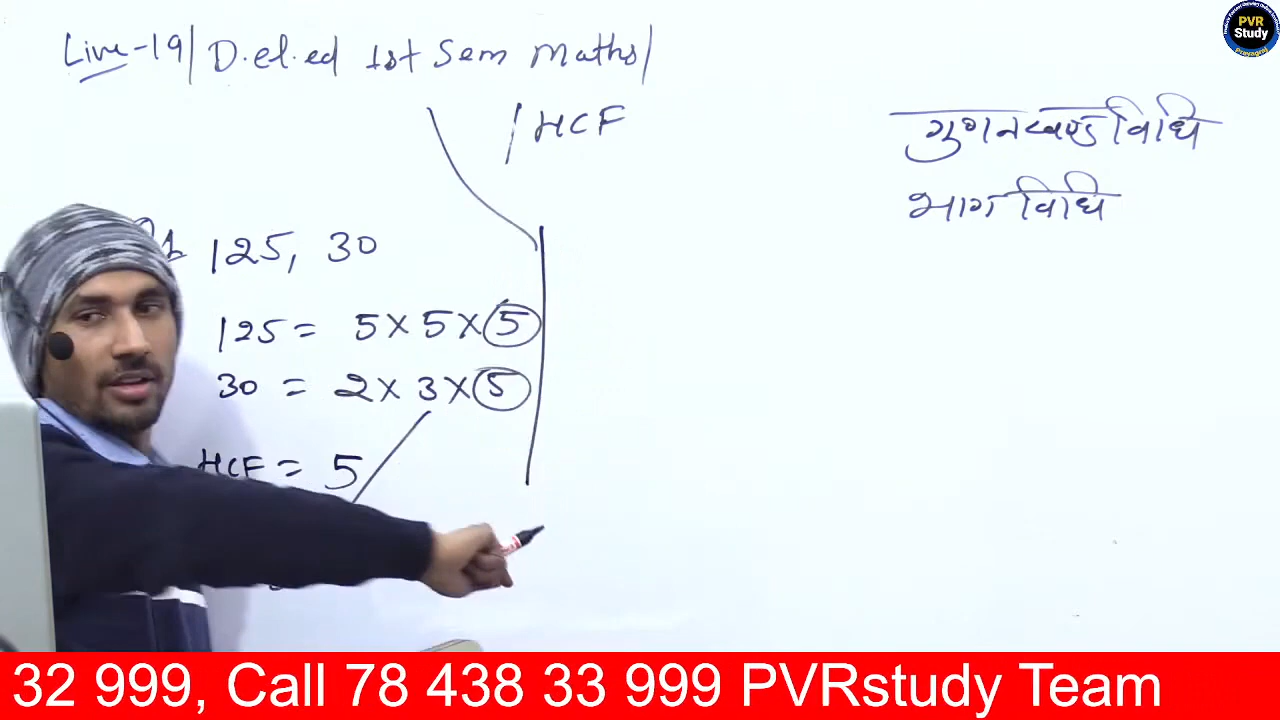 Live-19/ D.el.ed 1st Sem Maths/
/HCF
गुणनखण्ड विधि
भाग विधि
125, 30
125 = 5 × 5 × 5
30 = 2 × 3 × 5
HCF = 5
PVR
Study
Prayagraj
32 999, Call 78 438 33 999 PVRstudy Team